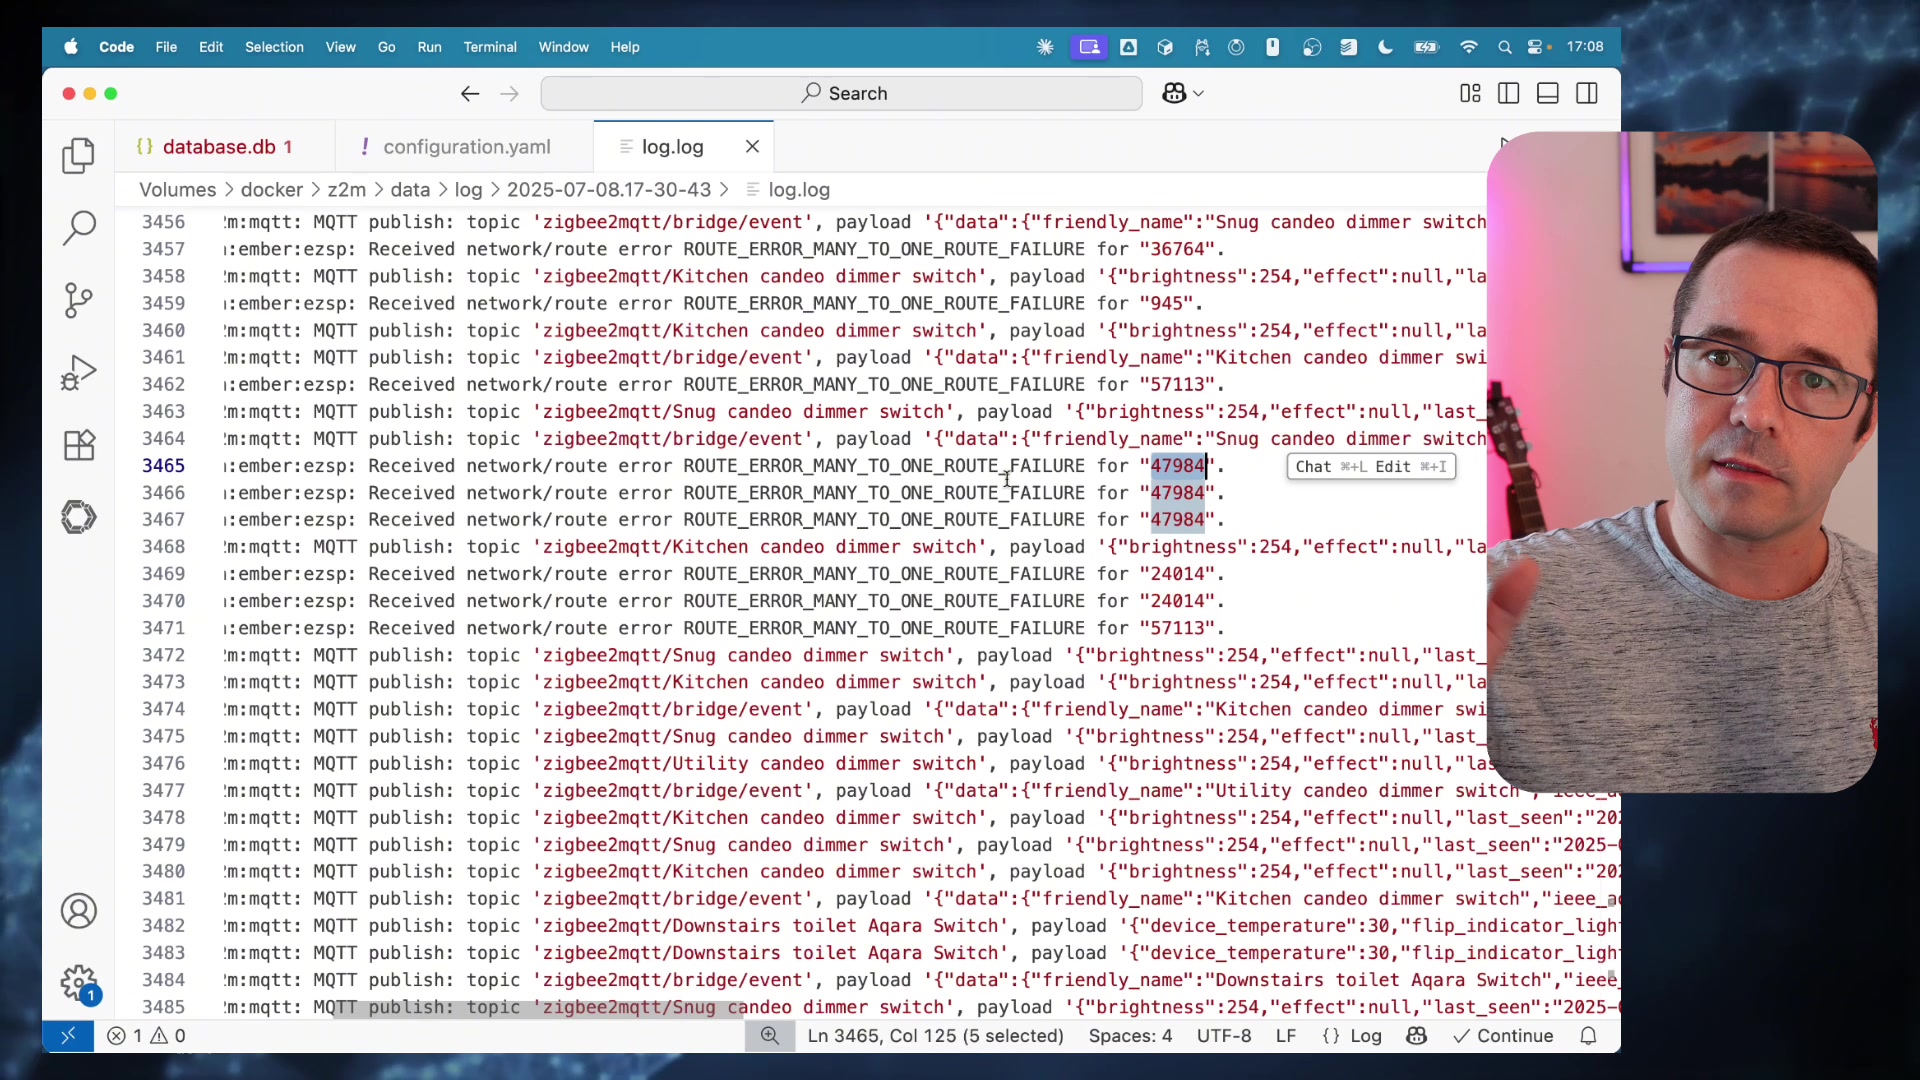 Code File Edit Selection View Go Run Terminal Window Help 17:08
Search
database.db 1 configuration.yaml log.log
Volumes > docker > z2m > data > log > 2025-07-08.17-30-43 > log.log
3456 m:mqtt: MQTT publish: topic 'zigbee2mqtt/bridge/event', payload '{"data":{"friendly_name":"Snug candeo dimmer switch
3457 :ember:ezsp: Received network/route error ROUTE_ERROR_MANY_TO_ONE_ROUTE_FAILURE for "36764".
3458 m:mqtt: MQTT publish: topic 'zigbee2mqtt/Kitchen candeo dimmer switch', payload '{"brightness":254,"effect":null,"la
3459 :ember:ezsp: Received network/route error ROUTE_ERROR_MANY_TO_ONE_ROUTE_FAILURE for "945".
3460 m:mqtt: MQTT publish: topic 'zigbee2mqtt/Kitchen candeo dimmer switch', payload '{"brightness":254,"effect":null,"la
3461 m:mqtt: MQTT publish: topic 'zigbee2mqtt/bridge/event', payload '{"data":{"friendly_name":"Kitchen candeo dimmer swi
3462 :ember:ezsp: Received network/route error ROUTE_ERROR_MANY_TO_ONE_ROUTE_FAILURE for "57113".
3463 m:mqtt: MQTT publish: topic 'zigbee2mqtt/Snug candeo dimmer switch', payload '{"brightness":254,"effect":null,"last_
3464 m:mqtt: MQTT publish: topic 'zigbee2mqtt/bridge/event', payload '{"data":{"friendly_name":"Snug candeo dimmer switch
3465 :ember:ezsp: Received network/route error ROUTE_ERROR_MANY_TO_ONE_ROUTE_FAILURE for "47984". Chat ⌘+L Edit ⌘+I
3466 :ember:ezsp: Received network/route error ROUTE_ERROR_MANY_TO_ONE_ROUTE_FAILURE for "47984".
3467 :ember:ezsp: Received network/route error ROUTE_ERROR_MANY_TO_ONE_ROUTE_FAILURE for "47984".
3468 m:mqtt: MQTT publish: topic 'zigbee2mqtt/Kitchen candeo dimmer switch', payload '{"brightness":254,"effect":null,"la
3469 :ember:ezsp: Received network/route error ROUTE_ERROR_MANY_TO_ONE_ROUTE_FAILURE for "24014".
3470 :ember:ezsp: Received network/route error ROUTE_ERROR_MANY_TO_ONE_ROUTE_FAILURE for "24014".
3471 :ember:ezsp: Received network/route error ROUTE_ERROR_MANY_TO_ONE_ROUTE_FAILURE for "57113".
3472 m:mqtt: MQTT publish: topic 'zigbee2mqtt/Snug candeo dimmer switch', payload '{"brightness":254,"effect":null,"last_
3473 m:mqtt: MQTT publish: topic 'zigbee2mqtt/Kitchen candeo dimmer switch', payload '{"brightness":254,"effect":null,"la
3474 m:mqtt: MQTT publish: topic 'zigbee2mqtt/bridge/event', payload '{"data":{"friendly_name":"Kitchen candeo dimmer swi
3475 m:mqtt: MQTT publish: topic 'zigbee2mqtt/Snug candeo dimmer switch', payload '{"brightness":254,"effect":null,"last_
3476 m:mqtt: MQTT publish: topic 'zigbee2mqtt/Utility candeo dimmer switch', payload '{"brightness":254,"effect":null,"la
3477 m:mqtt: MQTT publish: topic 'zigbee2mqtt/bridge/event', payload '{"data":{"friendly_name":"Utility candeo dimmer switch","ieee_a
3478 m:mqtt: MQTT publish: topic 'zigbee2mqtt/Kitchen candeo dimmer switch', payload '{"brightness":254,"effect":null,"last_seen":"202
3479 m:mqtt: MQTT publish: topic 'zigbee2mqtt/Snug candeo dimmer switch', payload '{"brightness":254,"effect":null,"last_seen":"2025-
3480 m:mqtt: MQTT publish: topic 'zigbee2mqtt/Kitchen candeo dimmer switch', payload '{"brightness":254,"effect":null,"last_seen":"202
3481 m:mqtt: MQTT publish: topic 'zigbee2mqtt/bridge/event', payload '{"data":{"friendly_name":"Kitchen candeo dimmer switch","ieee_a
3482 m:mqtt: MQTT publish: topic 'zigbee2mqtt/Downstairs toilet Aqara Switch', payload '{"device_temperature":30,"flip_indicator_ligh
3483 m:mqtt: MQTT publish: topic 'zigbee2mqtt/Downstairs toilet Aqara Switch', payload '{"device_temperature":30,"flip_indicator_ligh
3484 m:mqtt: MQTT publish: topic 'zigbee2mqtt/bridge/event', payload '{"data":{"friendly_name":"Downstairs toilet Aqara Switch","ieee_
3485 m:mqtt: MQTT publish: topic 'zigbee2mqtt/Snug candeo dimmer switch', payload '{"brightness":254,"effect":null,"last_seen":"2025-
1
1 0 Ln 3465, Col 125 (5 selected) Spaces: 4 UTF-8 LF {} Log Continue